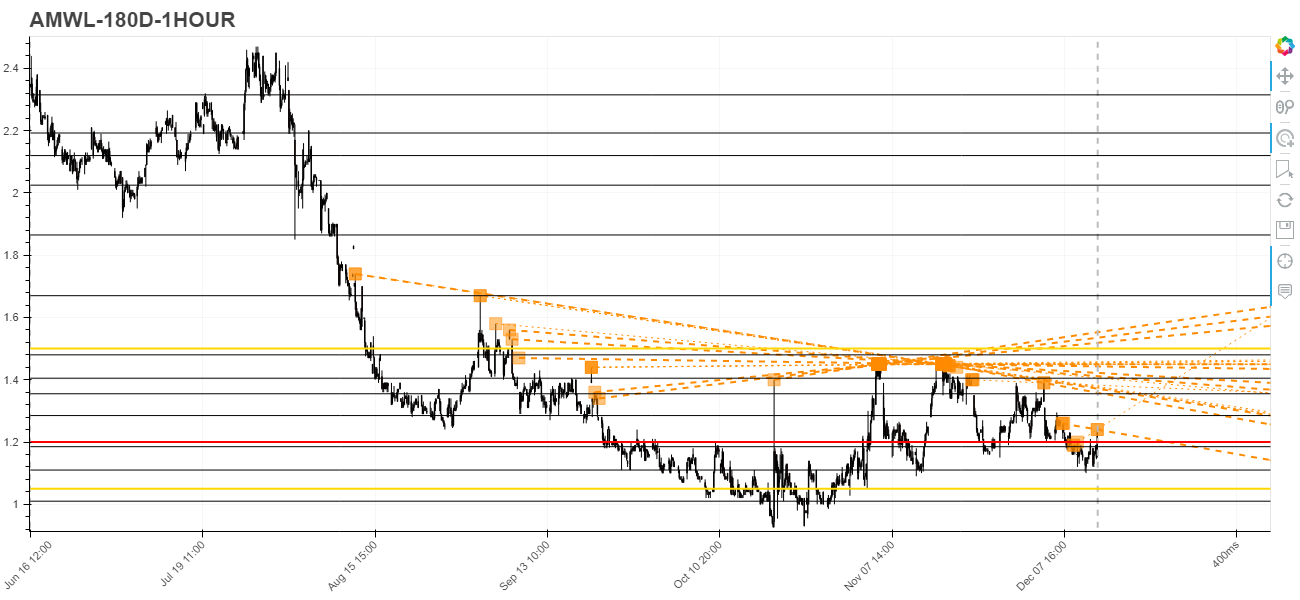 AMWL-180D-1HOUR
2.4
2.2
2
1.8
1.6
1.4
1.2
1
Jun 16 12:00
Jul 19 11:00
Aug 15 15:00
Sep 13 10:00
Oct 10 20:00
Nov 07 14:00
Dec 07 16:00
400ms